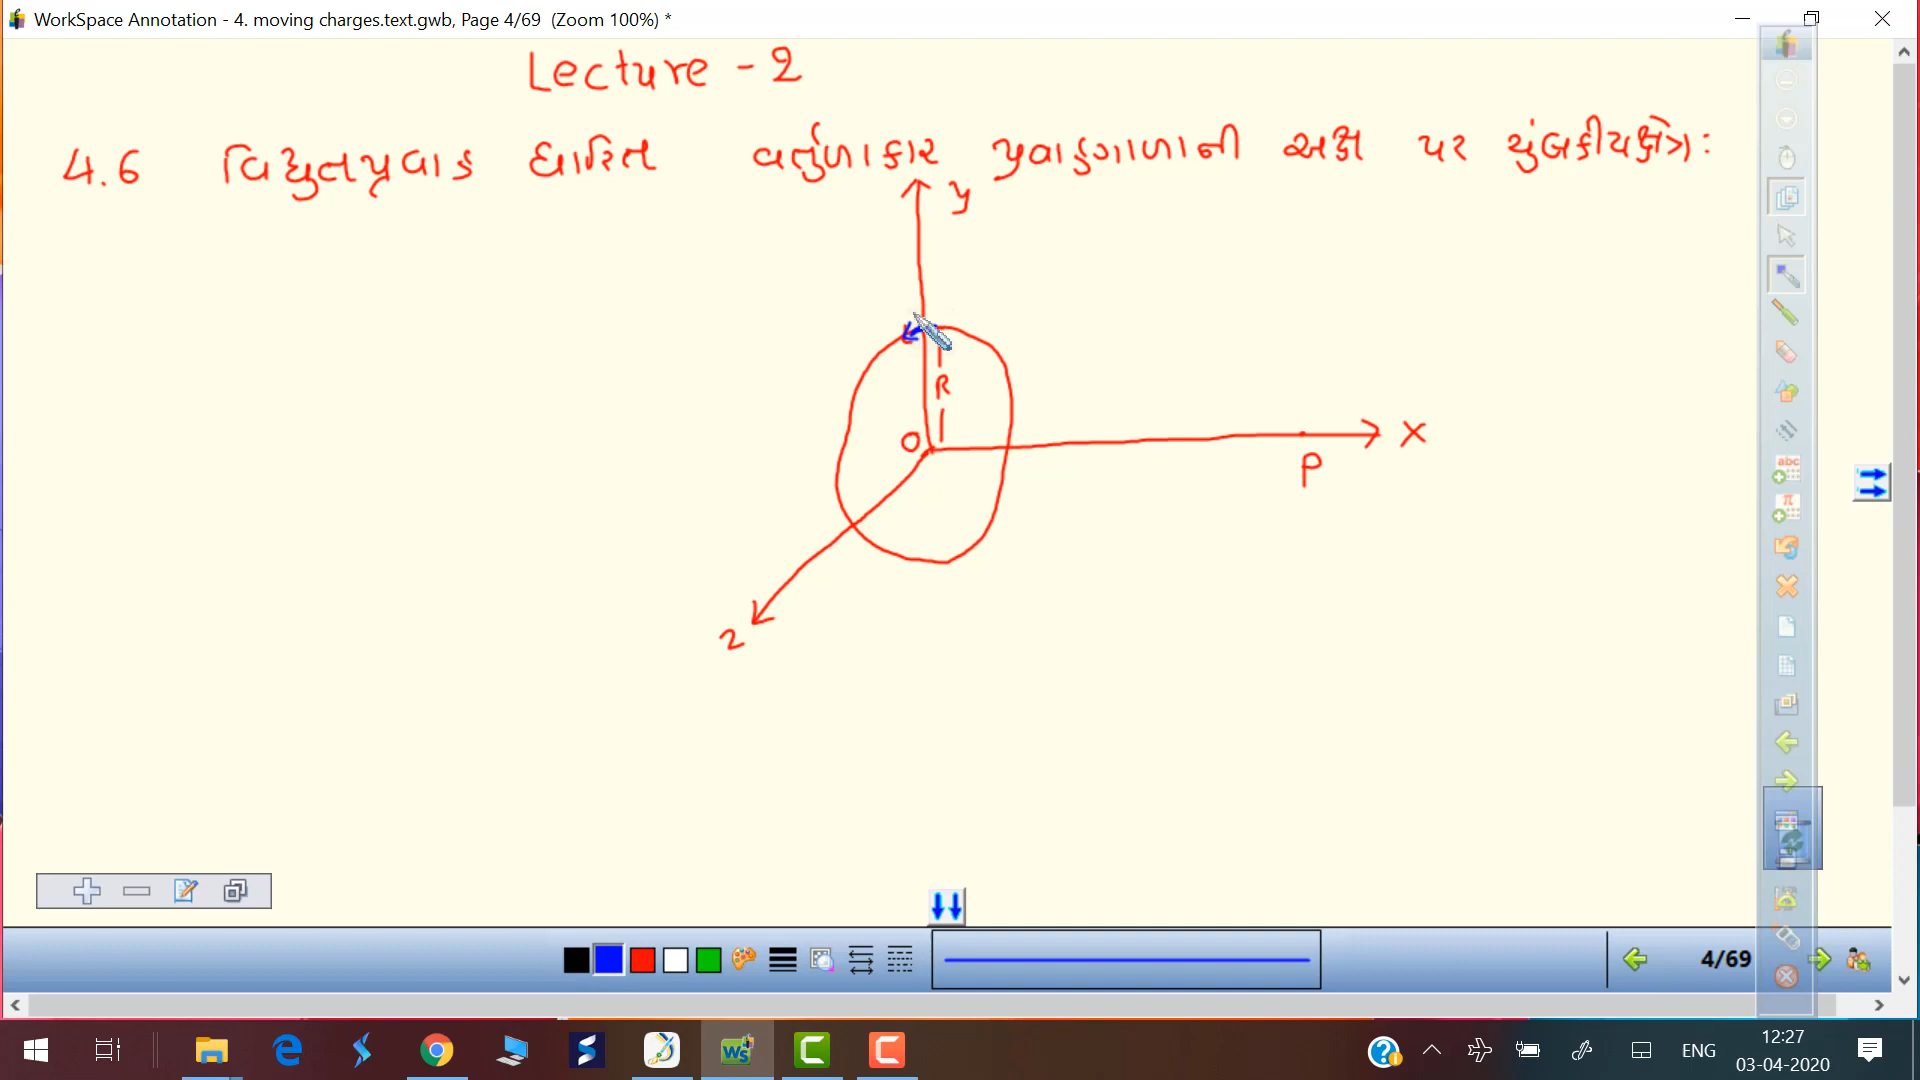 WorkSpace Annotation - 4. moving charges.text.gwb, Page 4/69 (Zoom 100%) *
Lecture - 2
4.6 વિદ્યુતપ્રવાહ ધારિત વર્તુળાકાર પ્રવાહગાળાની અક્ષ પર ચુંબકીયક્ષેત્ર:
y
R
O
X
P
z
abc
π
4/69
ENG
12:27
03-04-2020